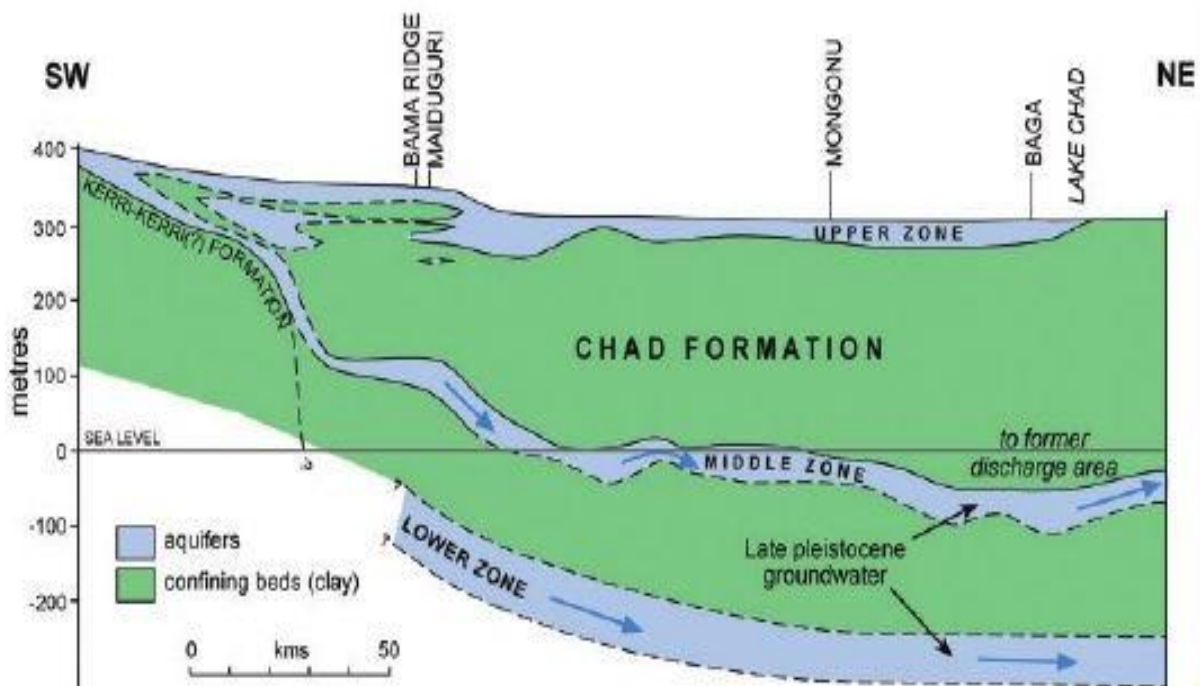 SW
NE
BAMA RIDGE
MAIDUGURI
MONGONU
BAGA
LAKE CHAD
metres
400
300
200
100
0
-100
-200
KERRI-KERRI(?) FORMATION
UPPER ZONE
CHAD FORMATION
SEA LEVEL
?
MIDDLE ZONE
to former
discharge area
?
?
LOWER ZONE
Late pleistocene
groundwater
aquifers
confining beds (clay)
0 kms 50